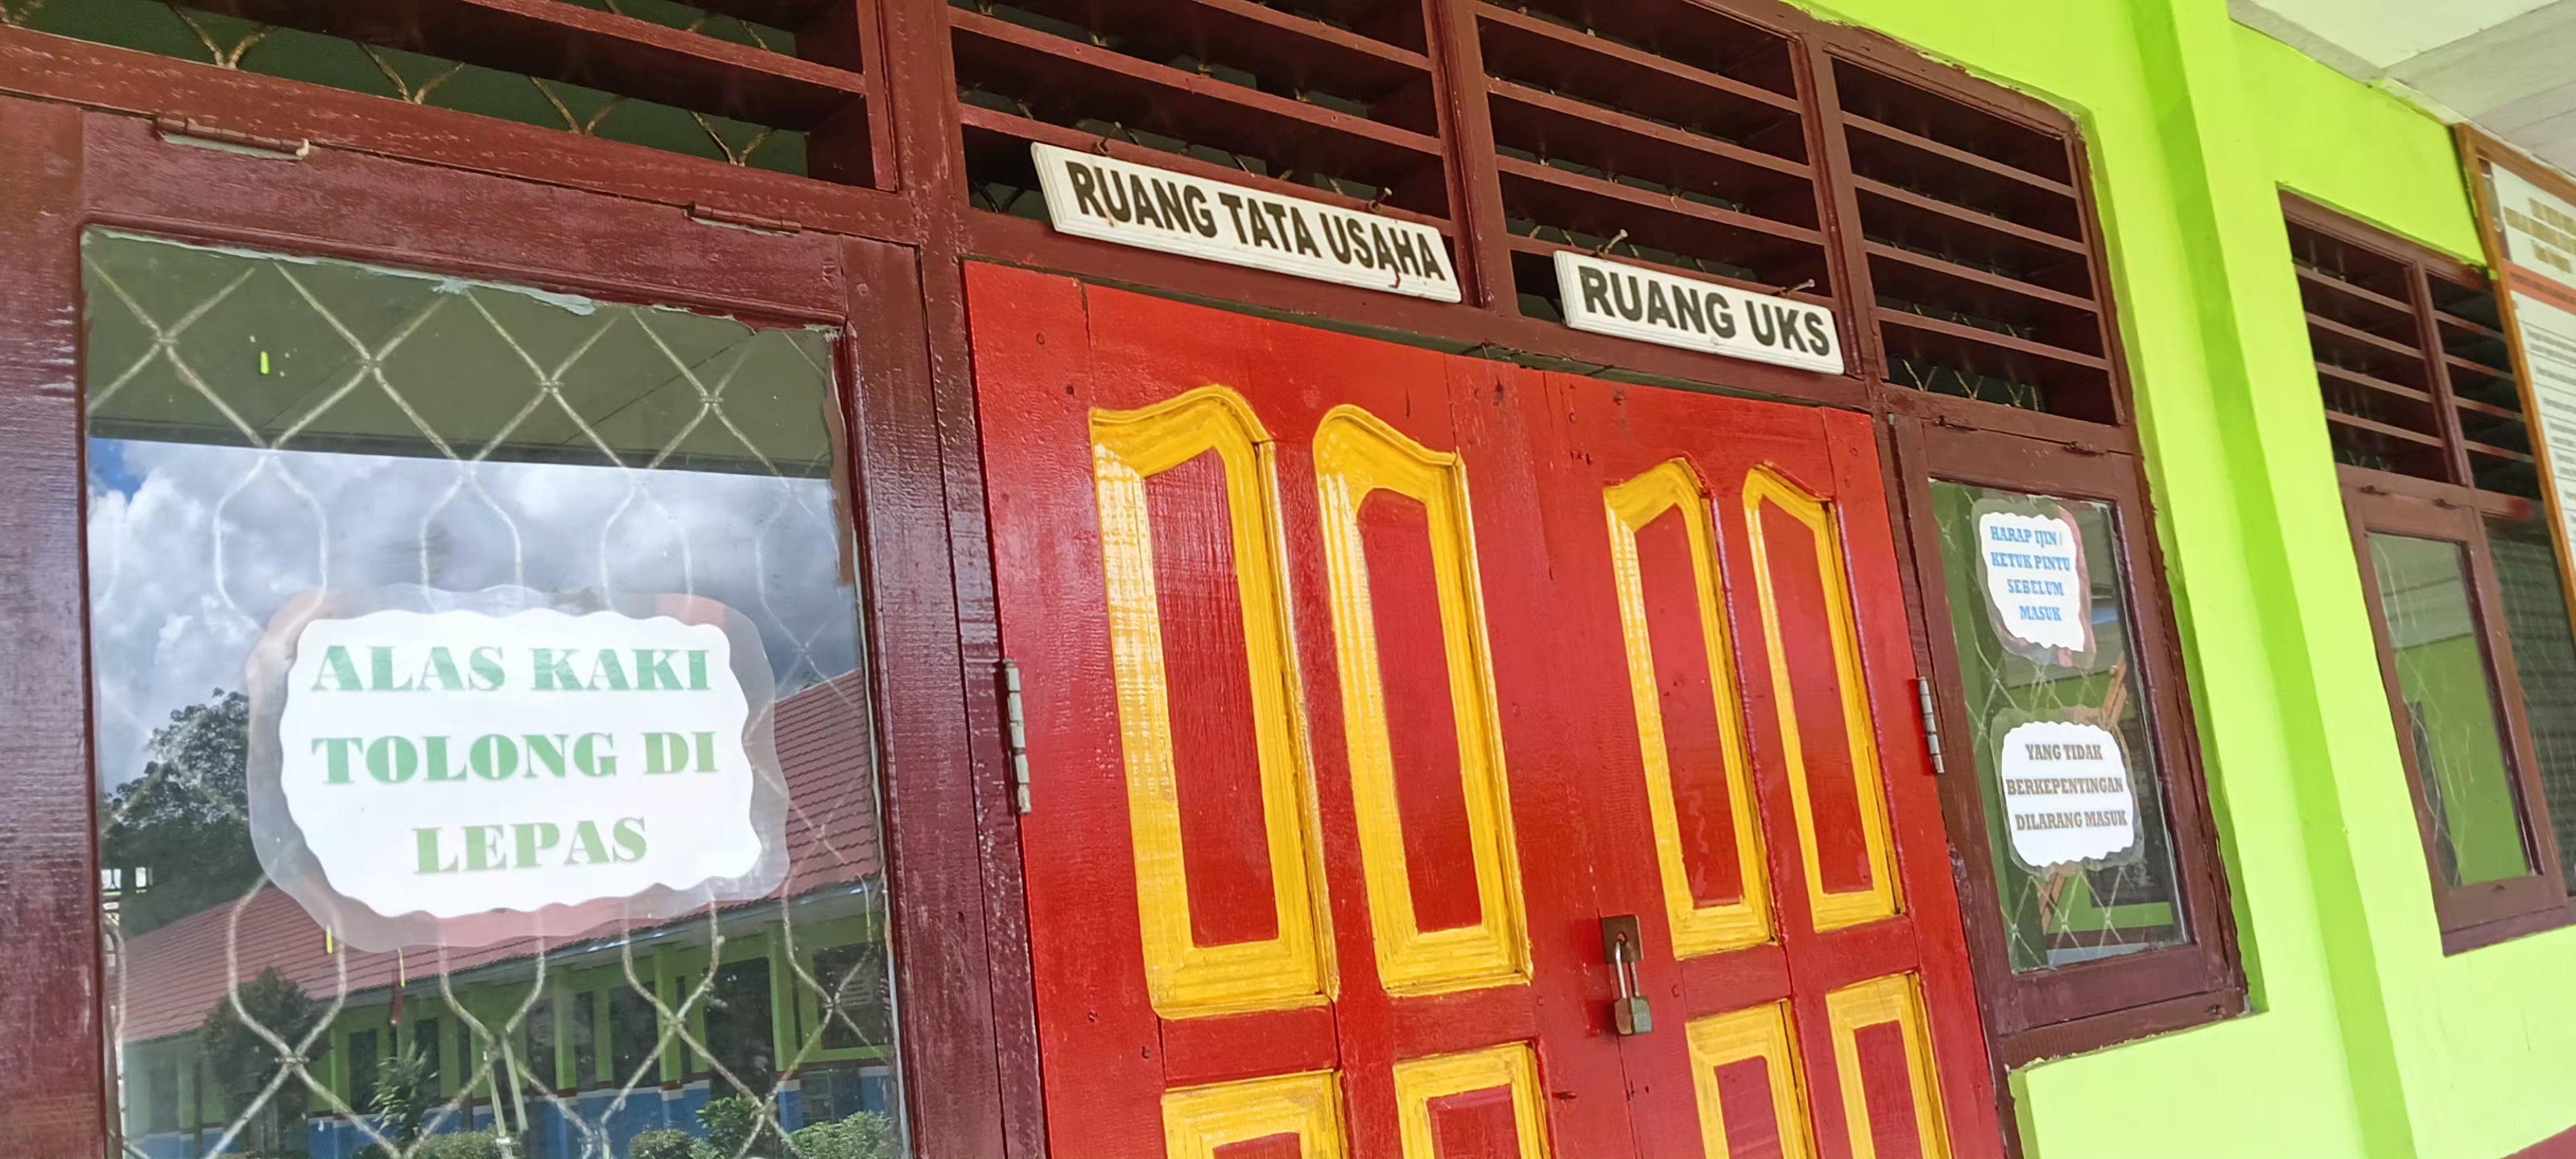 RUANG TATA USAHA
RUANG UKS
ALAS KAKI
TOLONG DI
LEPAS
HARAP IJIN /
KETUK PINTU
SEBELUM
MASUK
YANG TIDAK
BERKEPENTINGAN
DILARANG MASUK